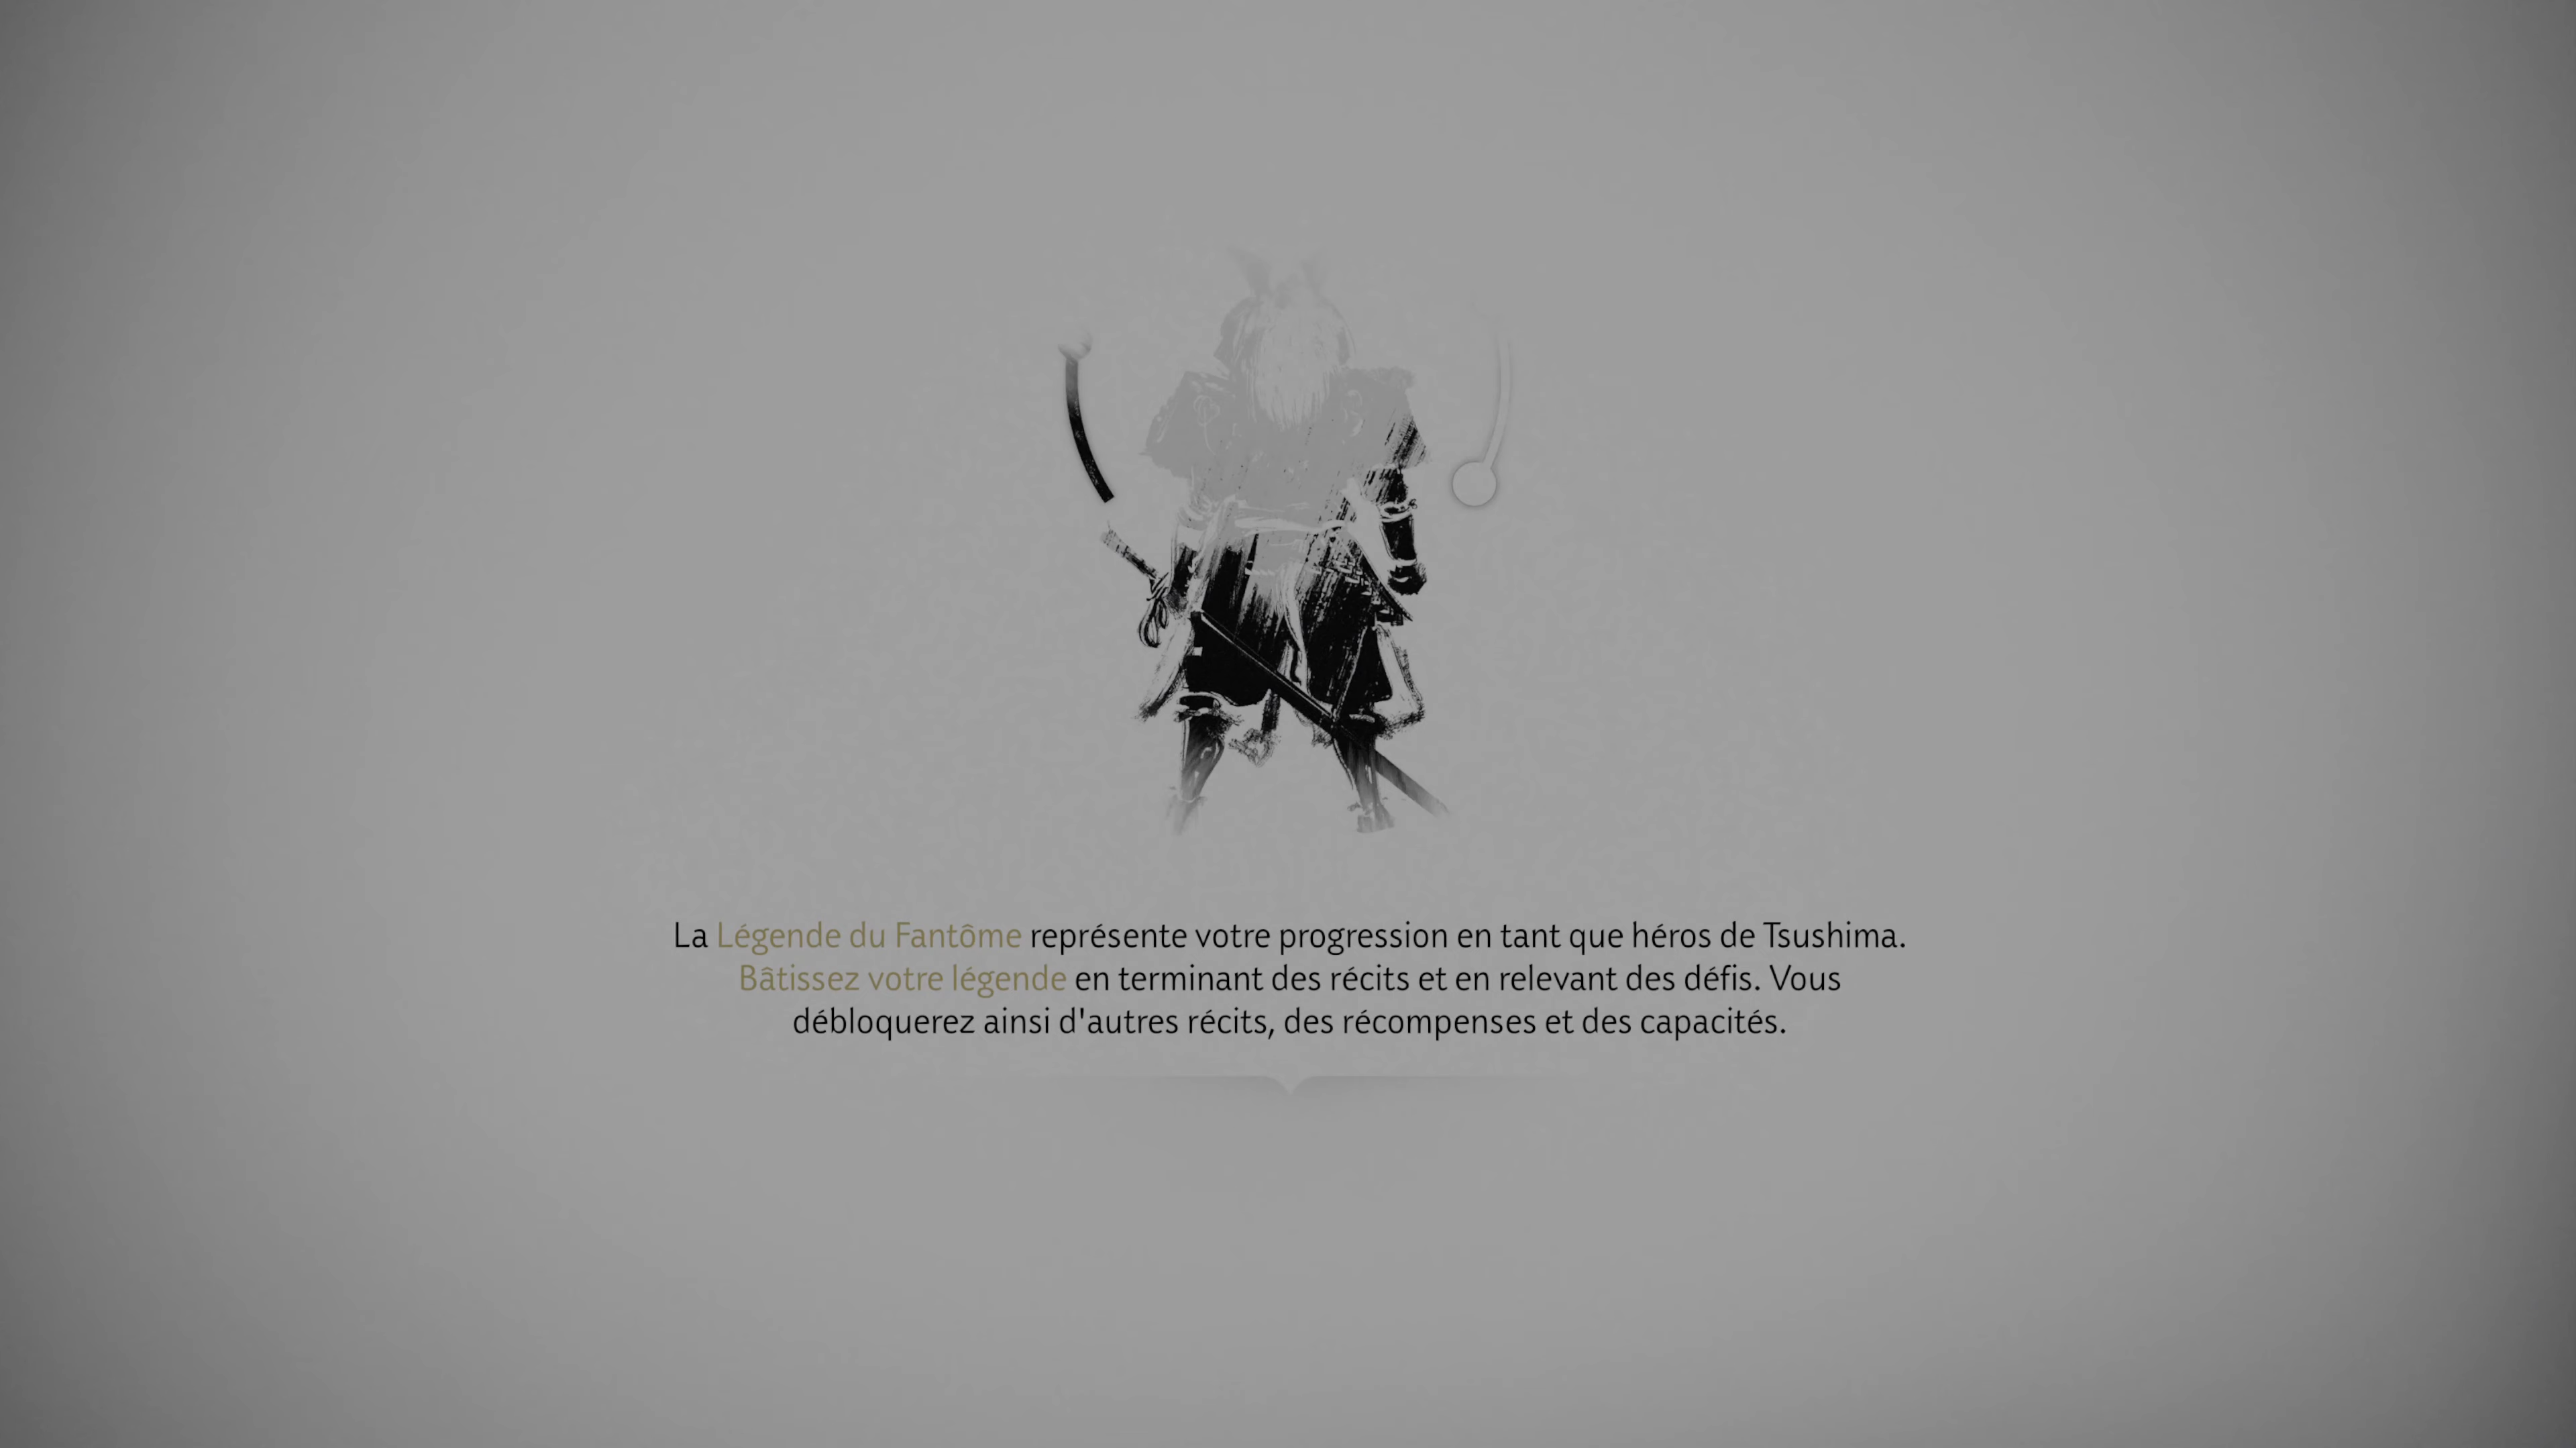 La Légende du Fantôme représente votre progression en tant que héros de Tsushima.
Bâtissez votre légende en terminant des récits et en relevant des défis. Vous
débloquerez ainsi d'autres récits, des récompenses et des capacités.